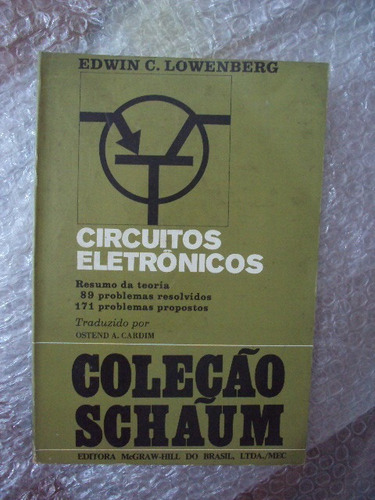 EDWIN C. LOWENBERG
CIRCUITOS
ELETRÔNICOS
Resumo da teoria
89 problemas resolvidos
171 problemas propostos
Traduzido por
OSTEND A. CARDIM
COLEÇÃO
SCHAUM
EDITORA McGRAW-HILL DO BRASIL, LTDA./MEC